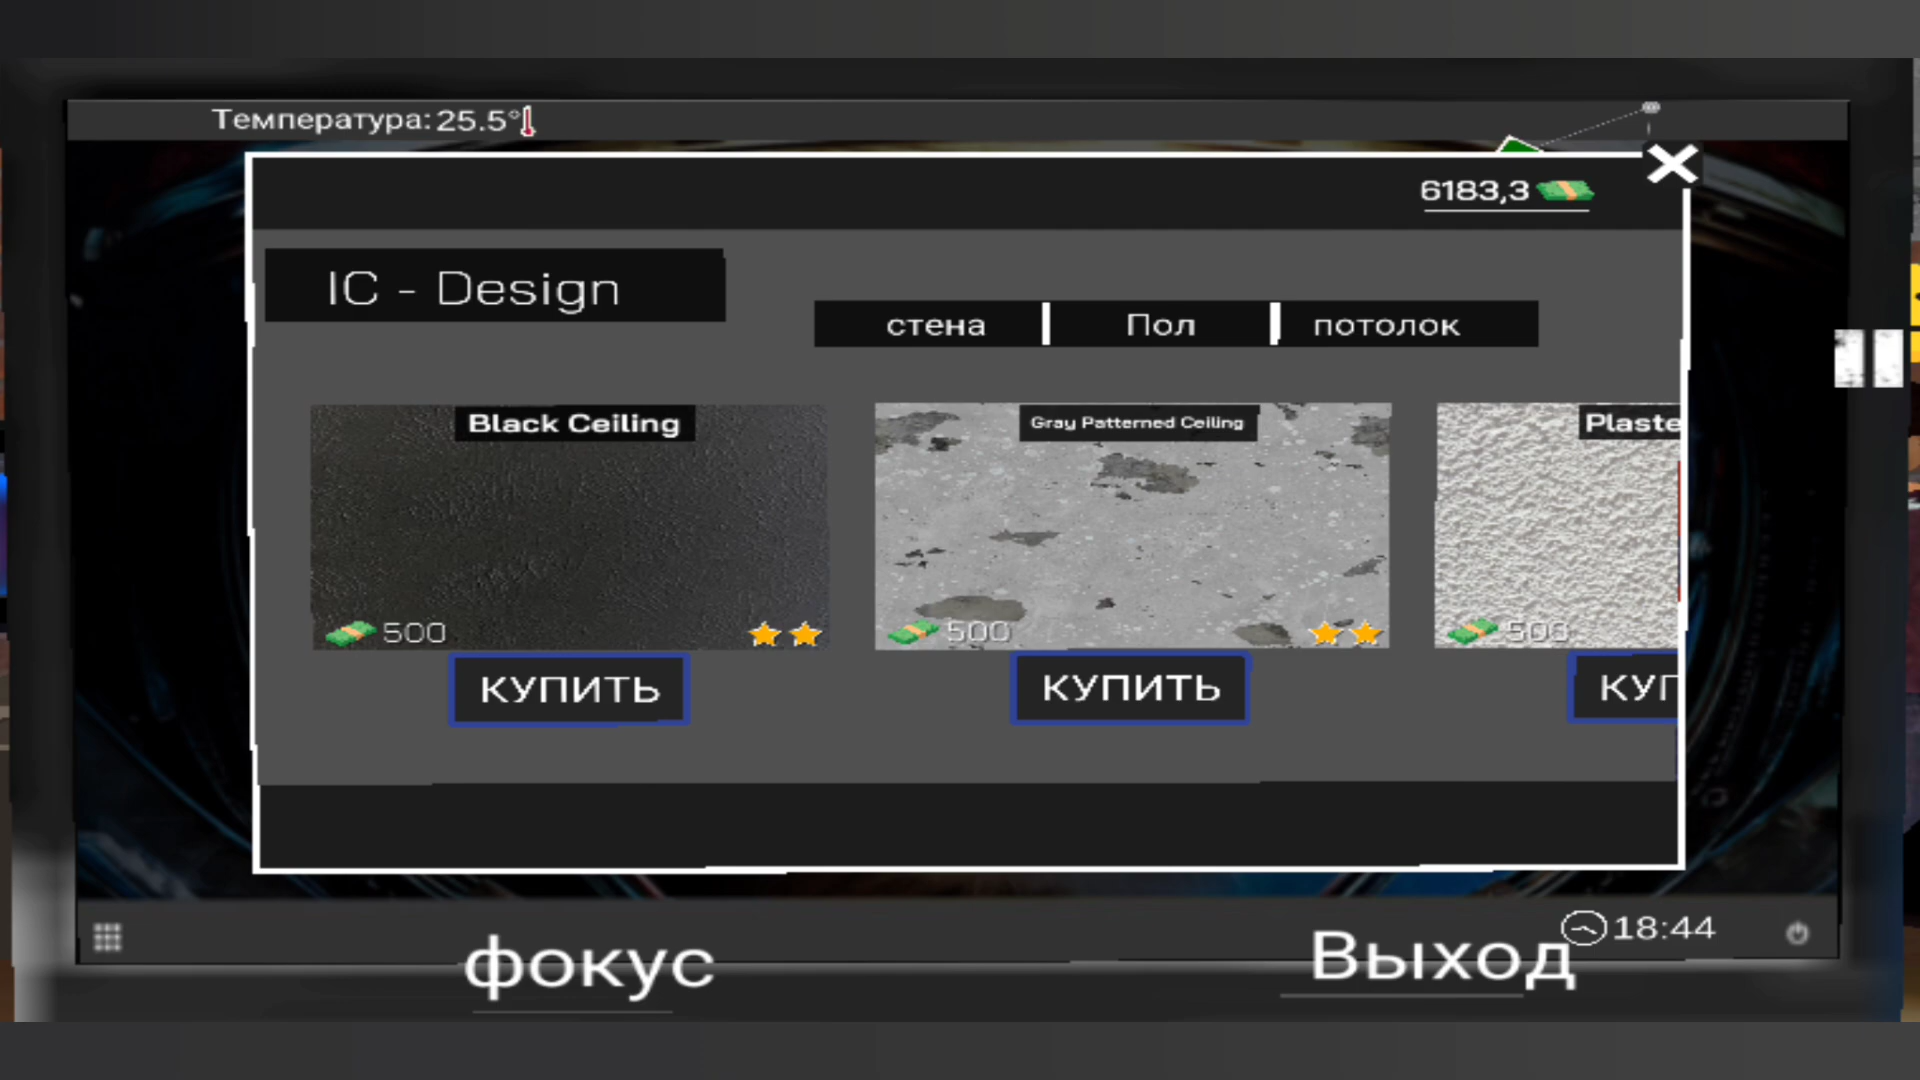 Температура: 25.5°
6183,3
IC - Design
стена Пол потолок
Black Ceiling
Gray Patterned Ceiling
500
500
500
КУПИТЬ
КУПИТЬ
18:44
фокус
Выход